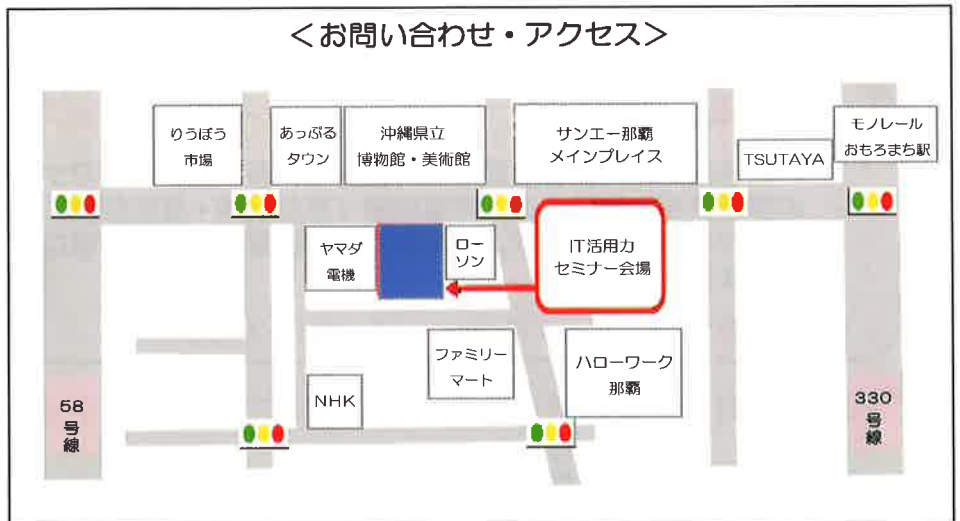 ＜お問い合わせ・アクセス＞
りうぼう
市場
あっぷる
タウン
沖縄県立
博物館・美術館
サンエー那覇
メインプレイス
TSUTAYA
モノレール
おもろまち駅
ヤマダ
電機
ロー
ソン
IT活用力
セミナー会場
ファミリー
マート
ハローワーク
那覇
NHK
58
号
線
330
号
線